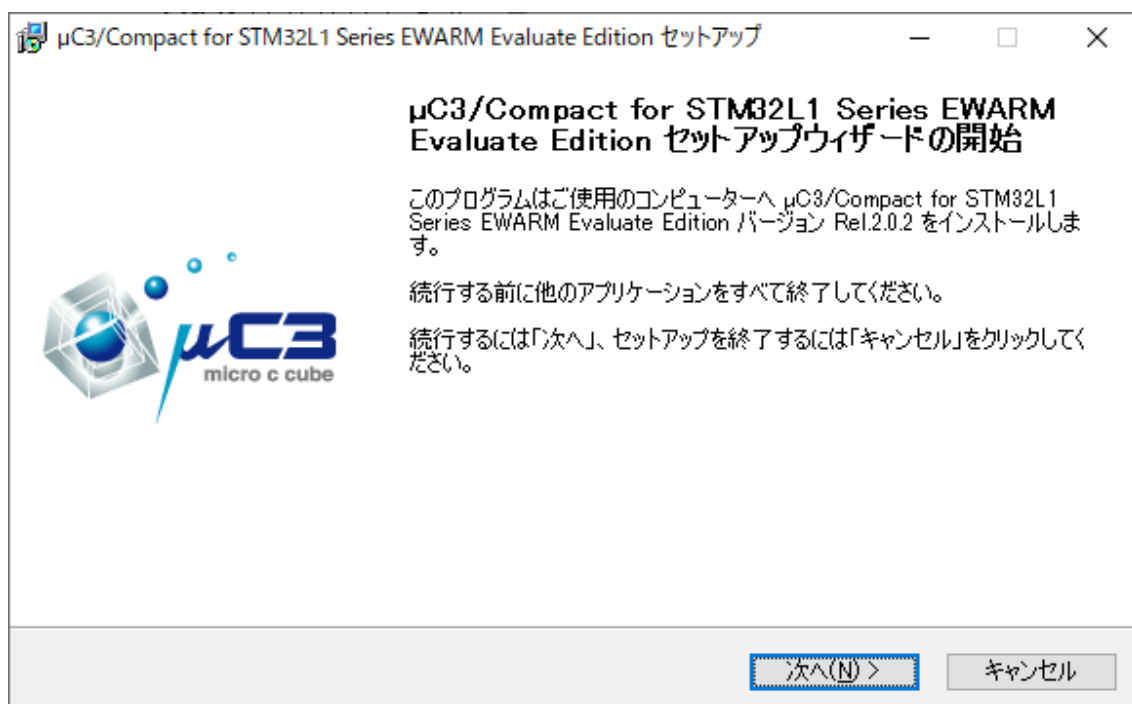 μC3/Compact for STM32L1 Series EWARM Evaluate Edition セットアップ
μC3/Compact for STM32L1 Series EWARM
Evaluate Edition セットアップウィザードの開始
このプログラムはご使用のコンピューターへ μC3/Compact for STM32L1
Series EWARM Evaluate Edition バージョン Rel.2.0.2 をインストールしま
す。
続行する前に他のアプリケーションをすべて終了してください。
続行するには「次へ」、セットアップを終了するには「キャンセル」をクリックしてく
ださい。
μC3
micro c cube
次へ(N) >
キャンセル